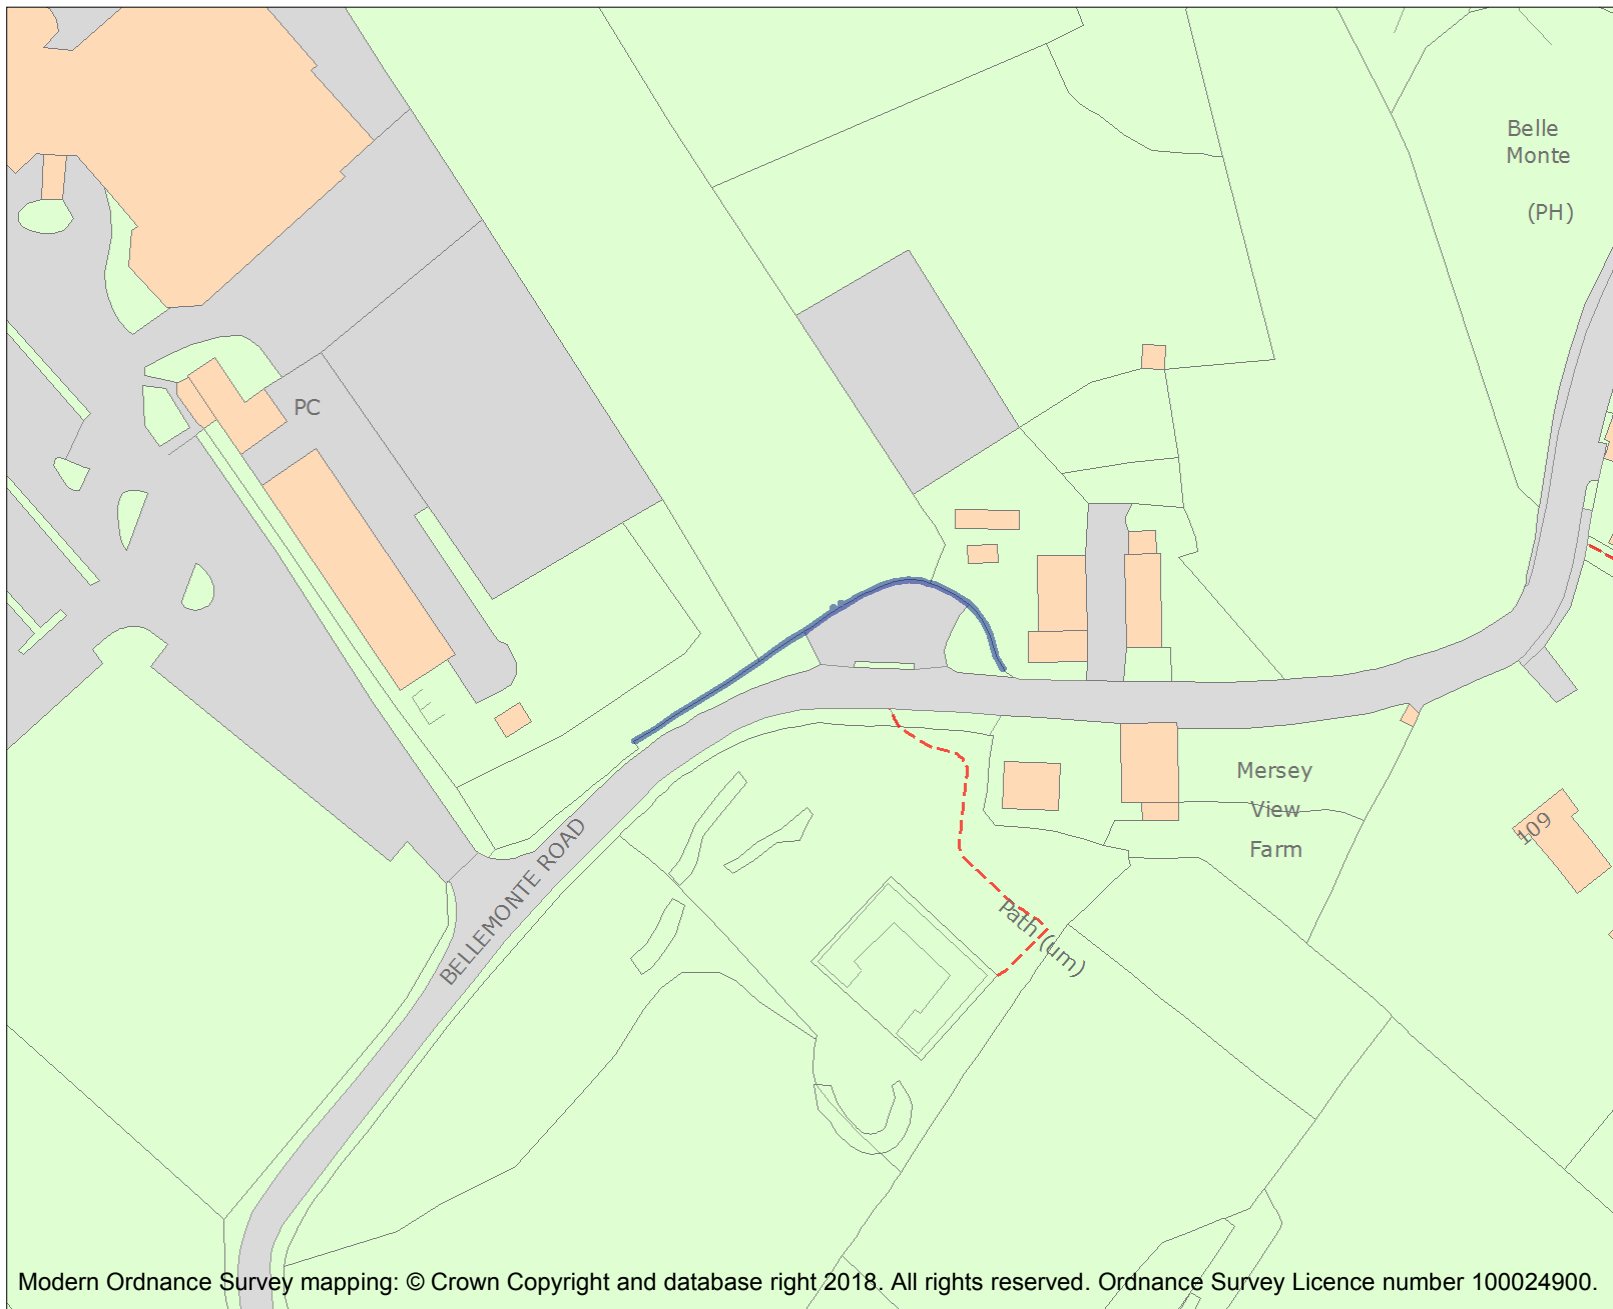 Belle
Monte
(PH)
PC
Mersey
View
Farm
109
BELLEMONTE ROAD
Path (um)
Modern Ordnance Survey mapping: © Crown Copyright and database right 2018. All rights reserved. Ordnance Survey Licence number 100024900.